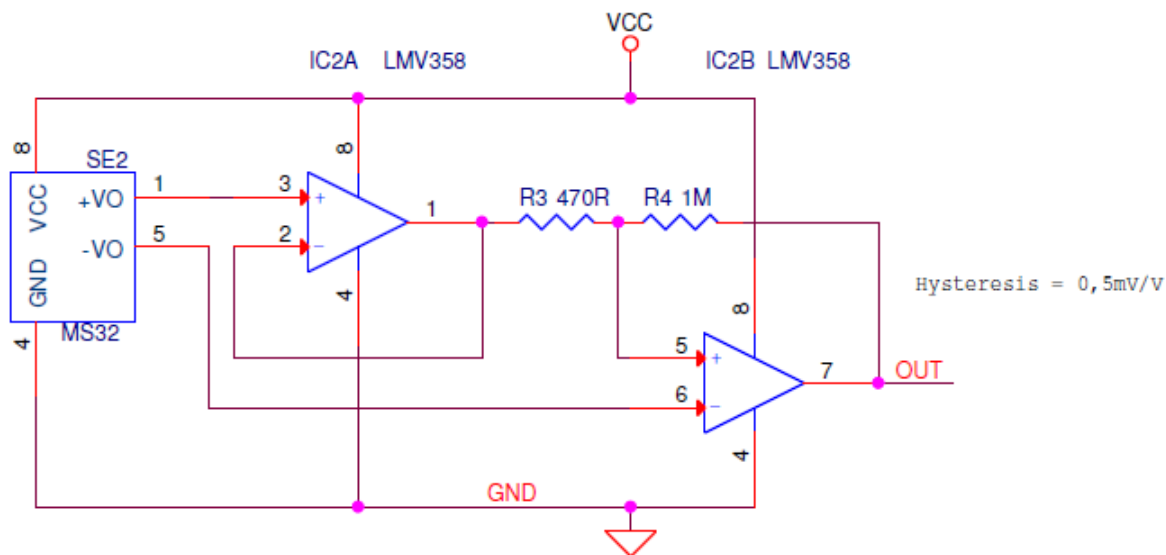 VCC
IC2A LMV358
IC2B LMV358
8
SE2
8
VCC
+VO
1
3
+
1
R3 470R
R4 1M
-VO
5
2
-
GND
4
Hysteresis = 0,5mV/V
8
MS32
4
5
+
7
OUT
6
-
4
GND